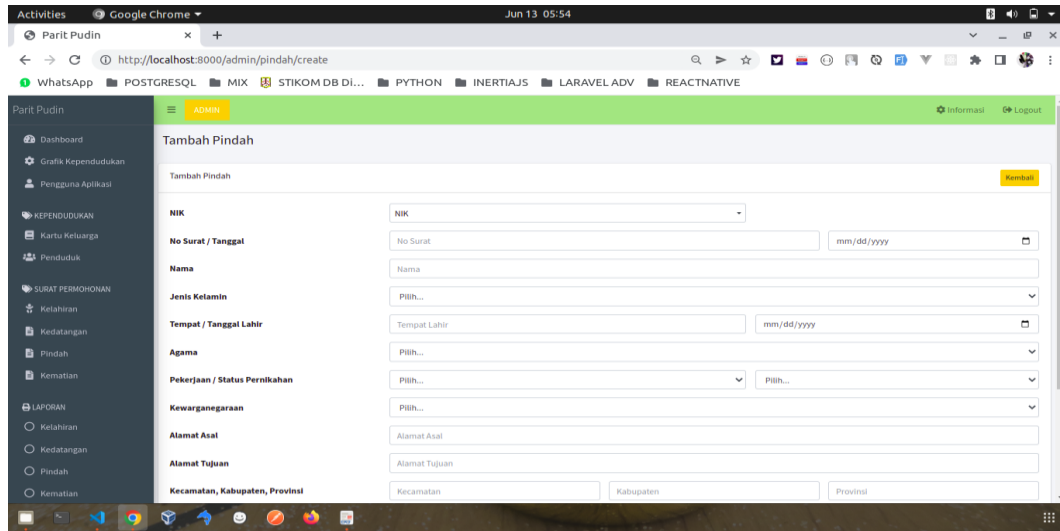 Activities Google Chrome Jun 13 05:54
Parit Pudin
http://localhost:8000/admin/pindah/create
WhatsApp POSTGRESQL MIX STIKOM DB Di... PYTHON INERTIAJS LARAVEL ADV REACTNATIVE
Parit Pudin ADMIN Informasi Logout
Dashboard
Grafik Kependudukan
Pengguna Aplikasi
KEPENDUDUKAN
Kartu Keluarga
Penduduk
SURAT PERMOHONAN
Kelahiran
Kedatangan
Pindah
Kematian
LAPORAN
Kelahiran
Kedatangan
Pindah
Kematian
Tambah Pindah
Tambah Pindah Kembali
NIK NIK
No Surat / Tanggal No Surat mm/dd/yyyy
Nama Nama
Jenis Kelamin Pilih...
Tempat / Tanggal Lahir Tempat Lahir mm/dd/yyyy
Agama Pilih...
Pekerjaan / Status Pernikahan Pilih... Pilih...
Kewarganegaraan Pilih...
Alamat Asal Alamat Asal
Alamat Tujuan Alamat Tujuan
Kecamatan, Kabupaten, Provinsi Kecamatan Kabupaten Provinsi